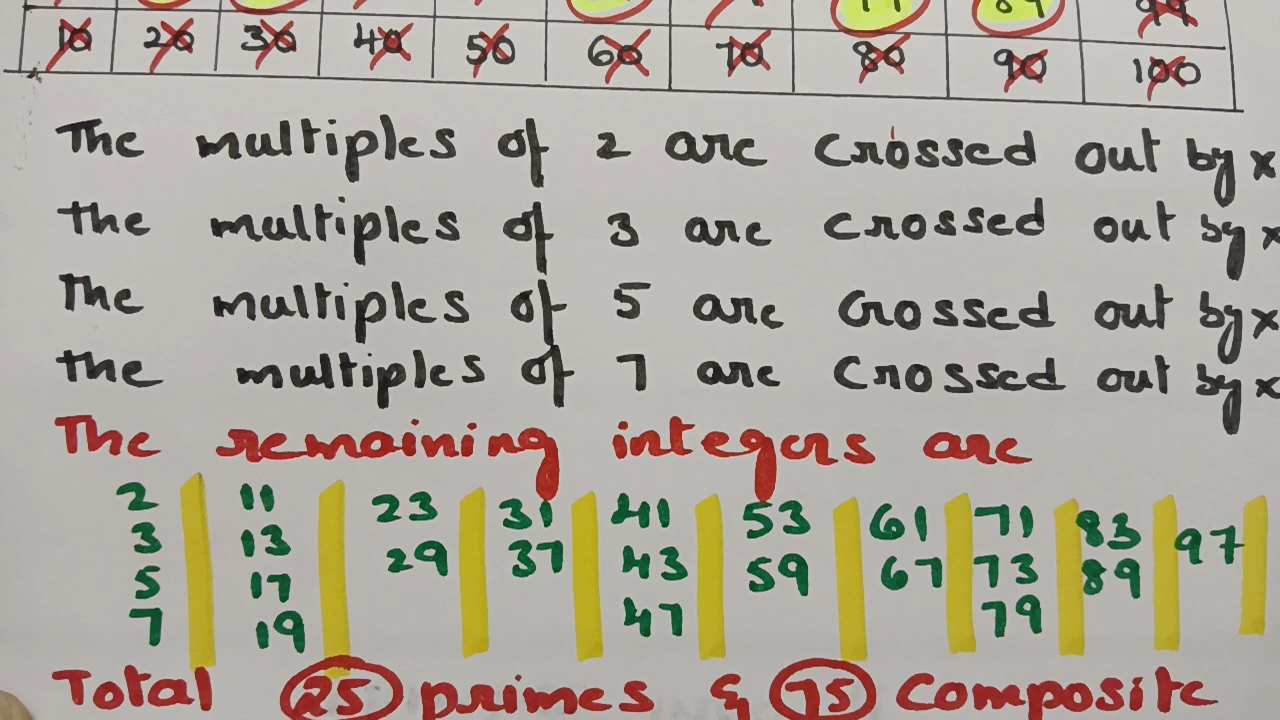 79 89 99
10 20 30 40 50 60 70 80 90 100
The multiples of 2 are crossed out by x
The multiples of 3 are crossed out by x
The multiples of 5 are crossed out by x
the multiples of 7 are crossed out by x
The remaining integers are
2 11 23 31 41 53 61 71 83 97
3 13 29 37 43 59 67 73 89
5 17 47 79
7 19
Total 25 primes & 75 composite